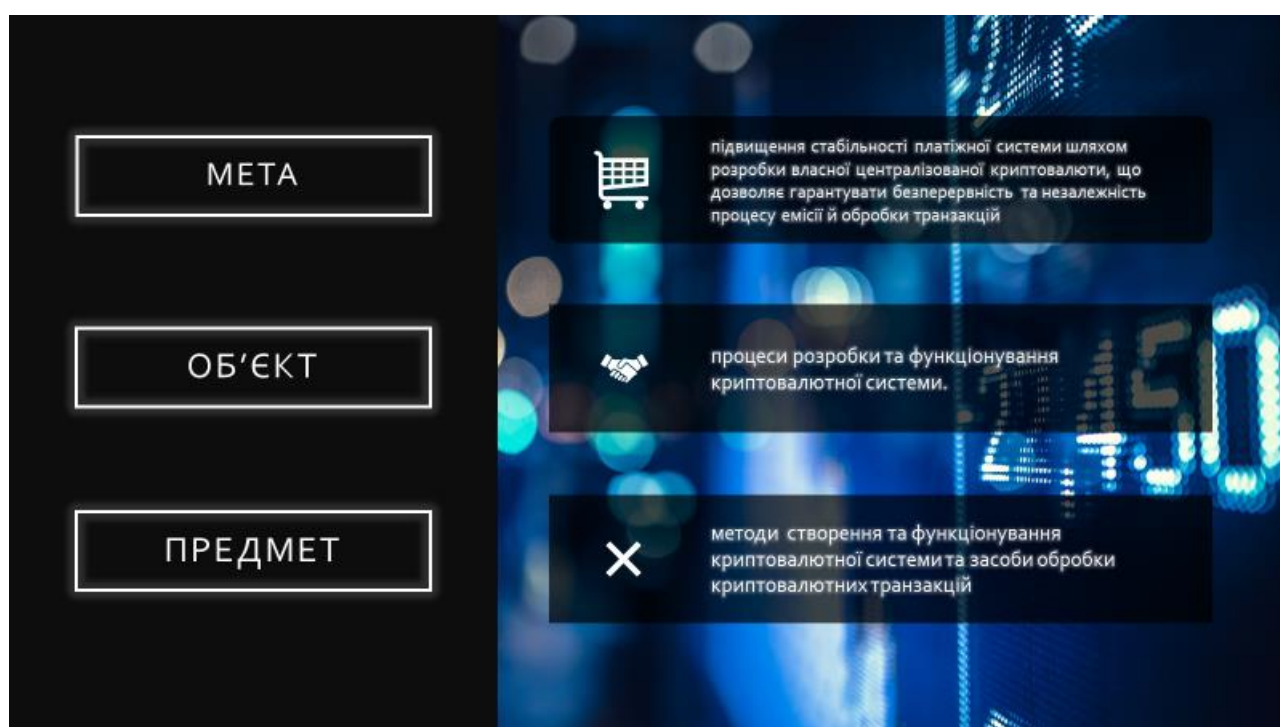 МЕТА
підвищення стабільності платіжної системи шляхом
розробки власної централізованої криптовалюти, що
дозволяє гарантувати безперервність та незалежність
процесу емісії й обробки транзакцій
ОБ’ЄКТ
процеси розробки та функціонування
криптовалютної системи.
ПРЕДМЕТ
методи створення та функціонування
криптовалютної системи та засоби обробки
криптовалютних транзакцій